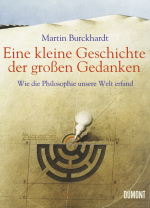 Martin Burckhardt
Eine kleine Geschichte
der großen Gedanken
Wie die Philosophie unsere Welt erfand
DUMONT